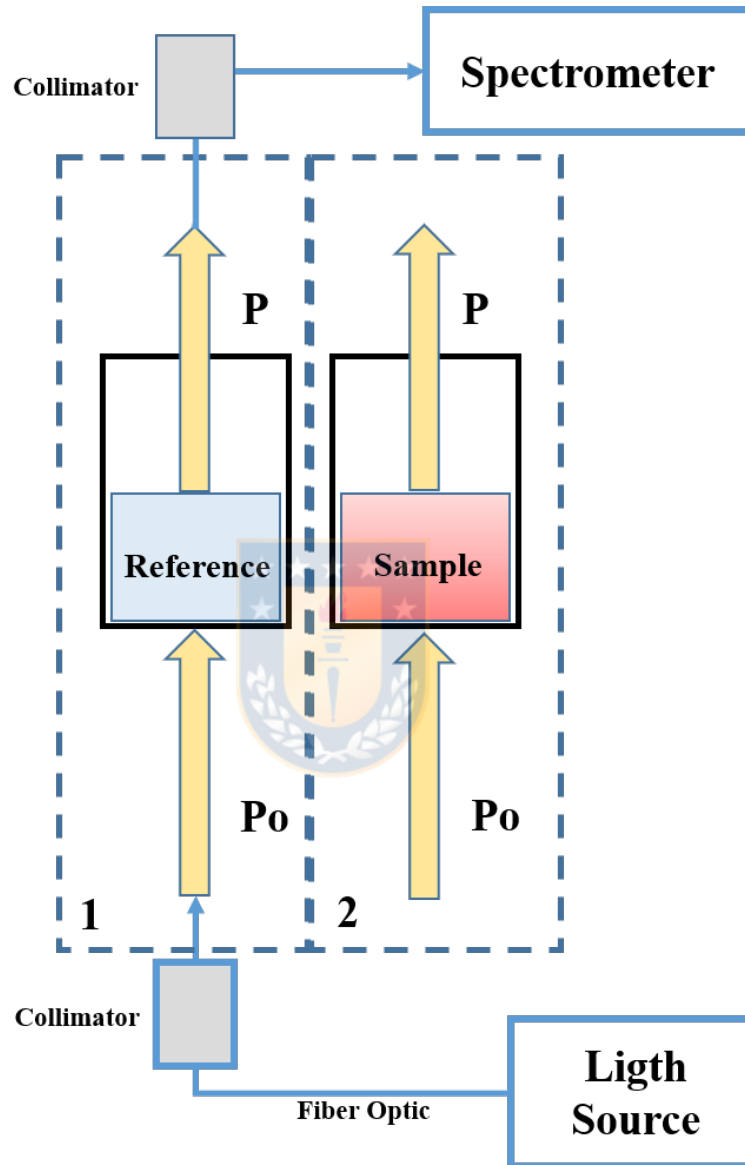 Collimator
Spectrometer
P
P
Reference
Sample
Po
Po
1
2
Collimator
Fiber Optic
Ligth
Source